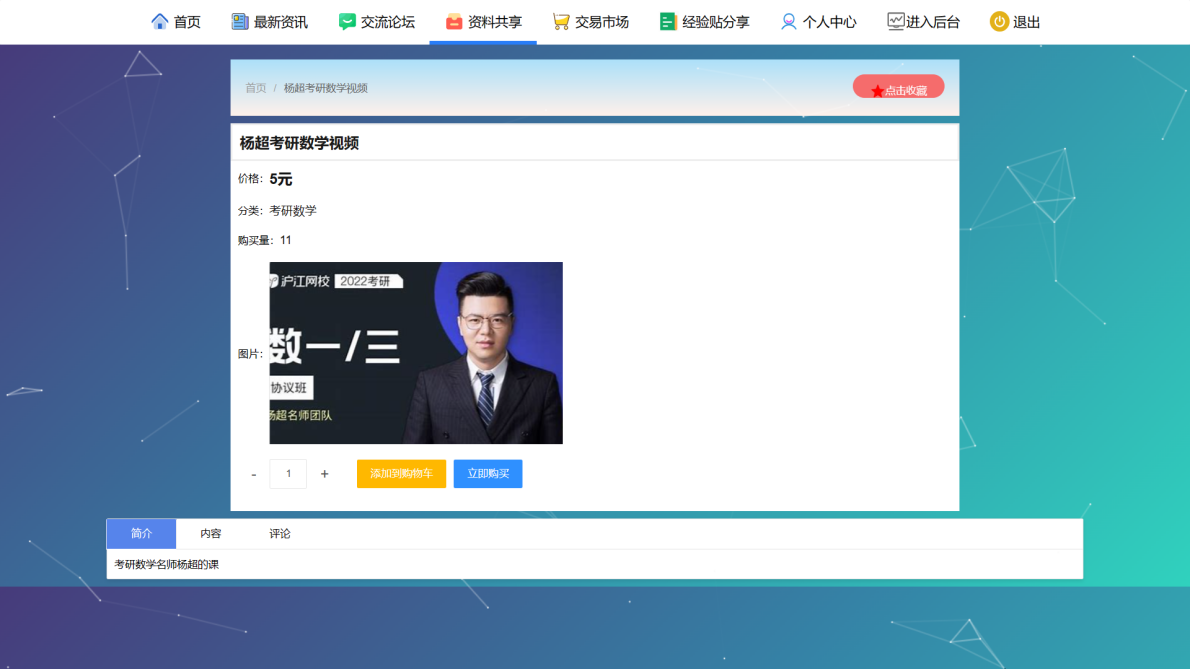 首页 最新资讯 交流论坛 资料共享 交易市场 经验贴分享 个人中心 进入后台 退出
首页 / 杨超考研数学视频 点击收藏
杨超考研数学视频
价格： 5元
分类： 考研数学
购买量： 11
图片：
沪江网校 2022考研
数一/三
协议班
杨超名师团队
- 1 + 添加到购物车 立即购买
简介 内容 评论
考研数学名师杨超的课